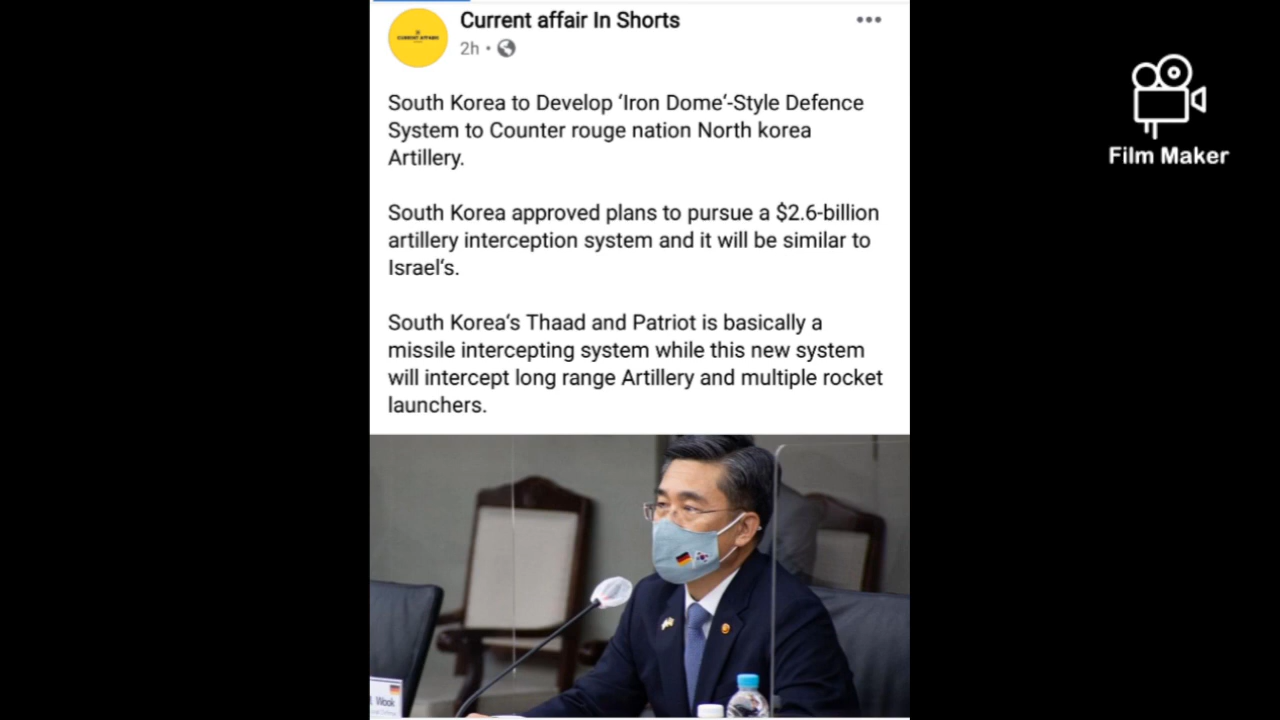 Current affair In Shorts
2h •
CURRENT AFFAIRS
South Korea to Develop ‘Iron Dome‘-Style Defence
System to Counter rouge nation North korea
Artillery.
South Korea approved plans to pursue a $2.6-billion
artillery interception system and it will be similar to
Israel‘s.
South Korea‘s Thaad and Patriot is basically a
missile intercepting system while this new system
will intercept long range Artillery and multiple rocket
launchers.
Wook
Film Maker